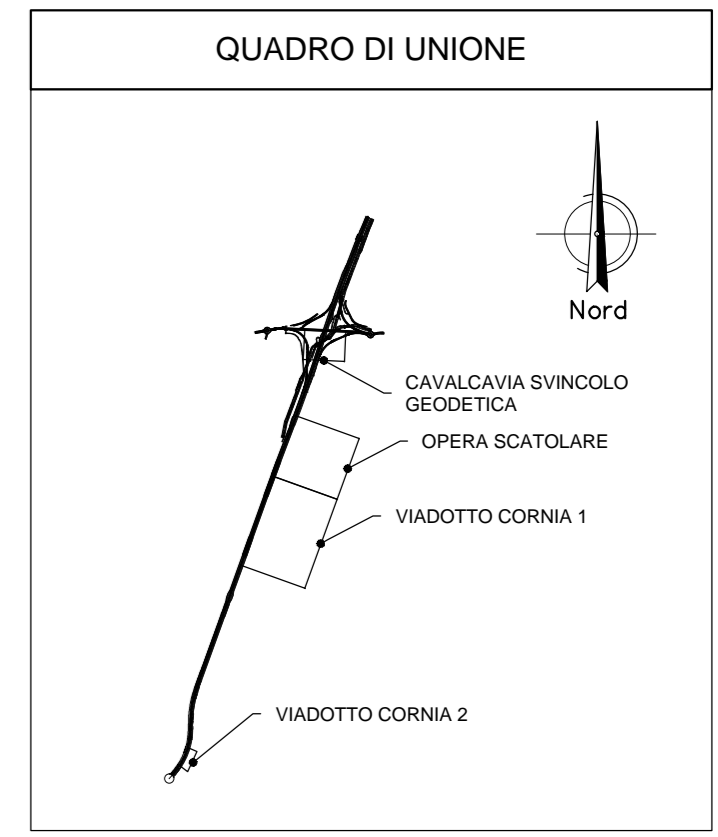 QUADRO DI UNIONE
Nord
CAVALCAVIA SVINCOLO
GEODETICA
OPERA SCATOLARE
VIADOTTO CORNIA 1
VIADOTTO CORNIA 2